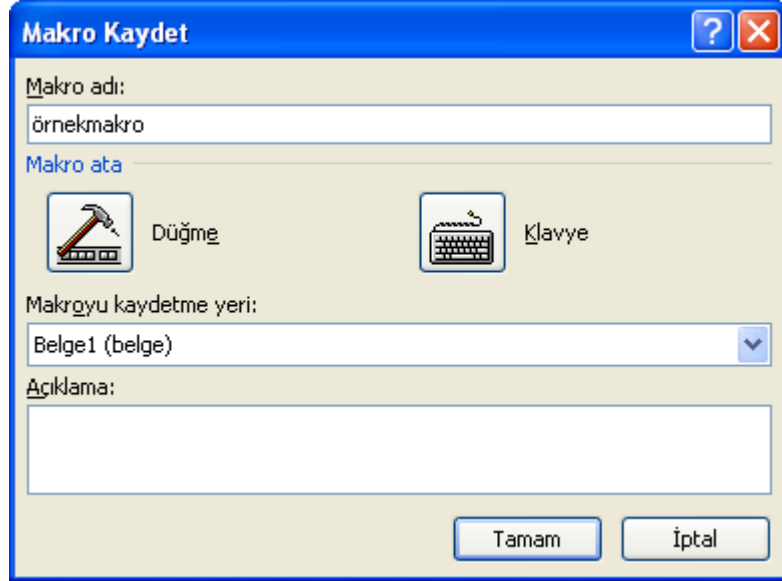 Makro Kaydet
Makro adı:
örnekmakro
Makro ata
Düğme
Klavye
Makroyu kaydetme yeri:
Belge1 (belge)
Açıklama:
Tamam
İptal